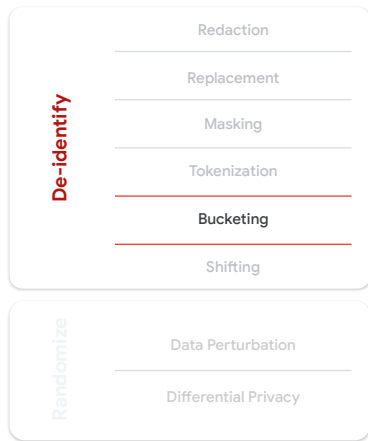 De-identify
Redaction
Replacement
Masking
Tokenization
Bucketing
Shifting
Randomize
Data Perturbation
Differential Privacy